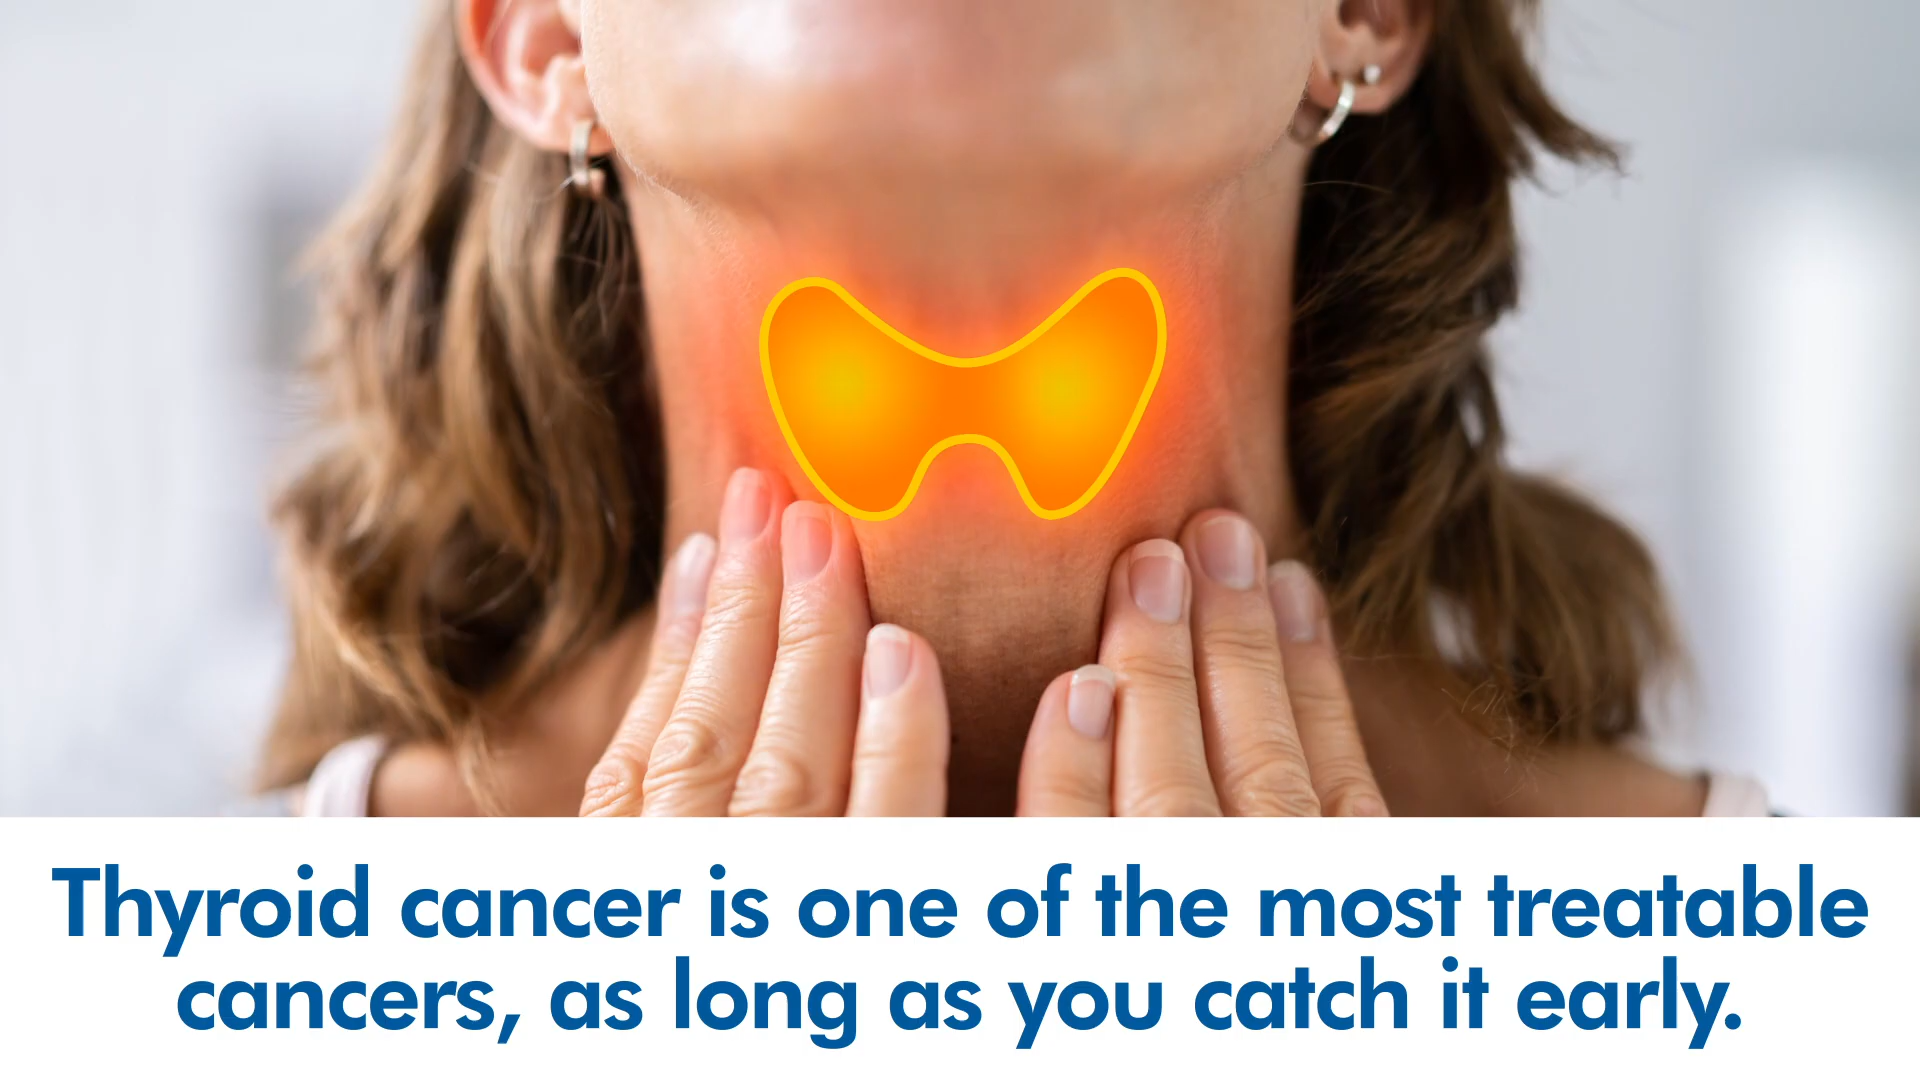 Thyroid cancer is one of the most treatable
cancers, as long as you catch it early.